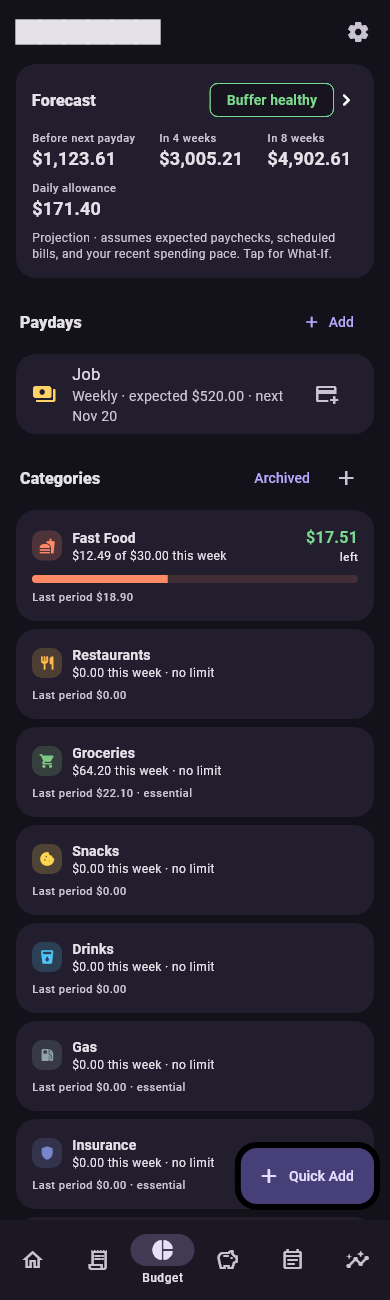 Forecast
Buffer healthy
Before next payday
In 4 weeks
In 8 weeks
$1,123.61
$3,005.21
$4,902.61
Daily allowance
$171.40
Projection · assumes expected paychecks, scheduled
bills, and your recent spending pace. Tap for What-If.
Paydays
+ Add
Job
Weekly · expected $520.00 · next
Nov 20
Categories
Archived
+
Fast Food
$12.49 of $30.00 this week
$17.51
left
Last period $18.90
Restaurants
$0.00 this week · no limit
Last period $0.00
Groceries
$64.20 this week · no limit
Last period $22.10 · essential
Snacks
$0.00 this week · no limit
Last period $0.00
Drinks
$0.00 this week · no limit
Last period $0.00
Gas
$0.00 this week · no limit
Last period $0.00 · essential
Insurance
$0.00 this week · no limit
Last period $0.00 · essential
+ Quick Add
Budget